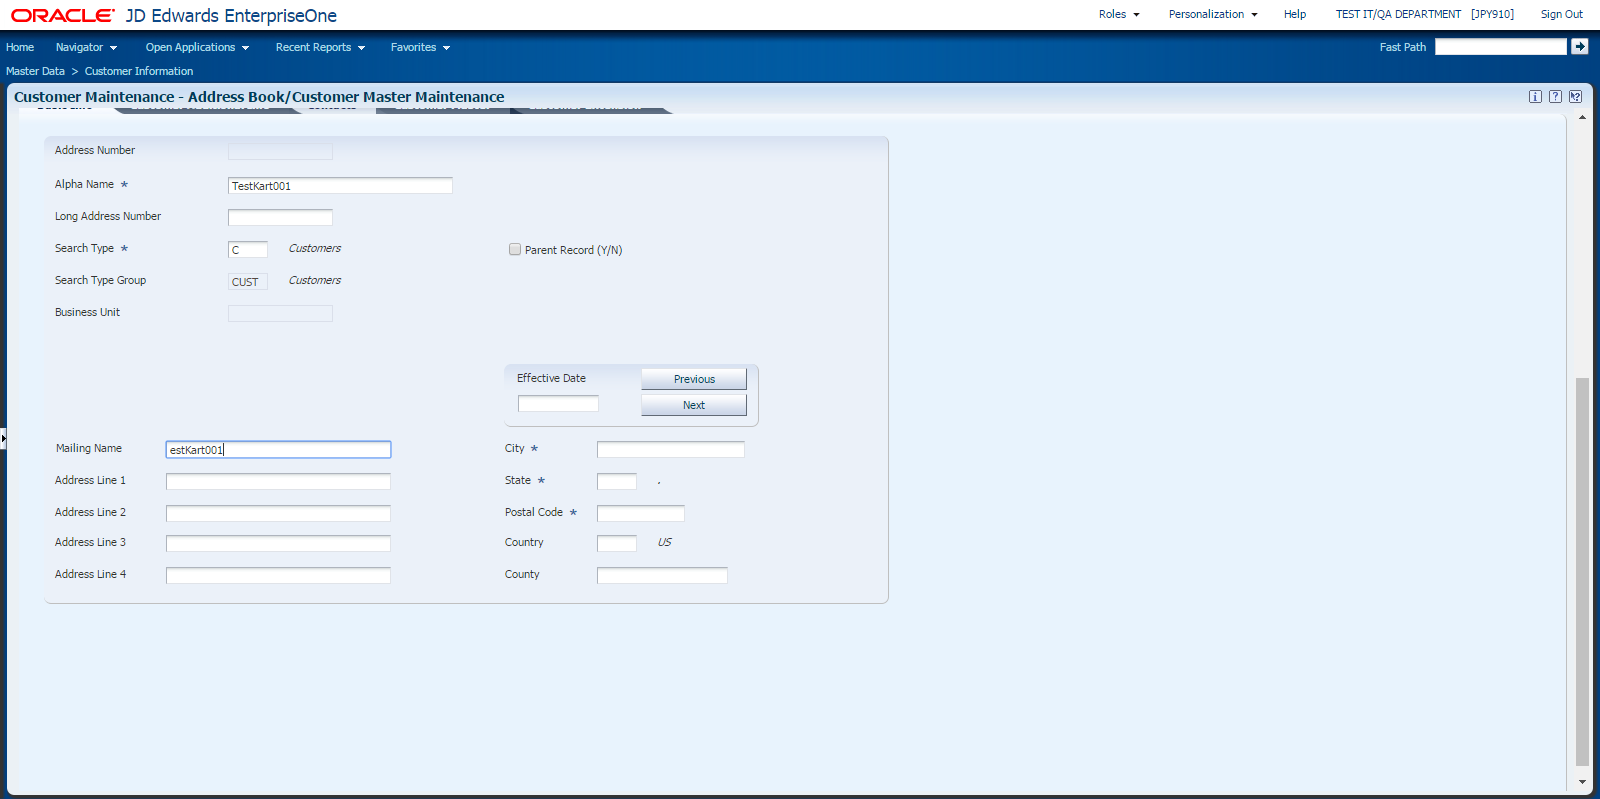 ORACLE JD Edwards EnterpriseOne
Roles Personalization Help TEST IT/QA DEPARTMENT [JPY910] Sign Out
Home Navigator Open Applications Recent Reports Favorites Fast Path
Master Data > Customer Information
Customer Maintenance - Address Book/Customer Master Maintenance
Address Number
Alpha Name * TestKart001
Long Address Number
Search Type * C Customers Parent Record (Y/N)
Search Type Group CUST Customers
Business Unit
Effective Date Previous
Next
Mailing Name estKart001 City *
Address Line 1 State * .
Address Line 2 Postal Code *
Address Line 3 Country US
Address Line 4 County